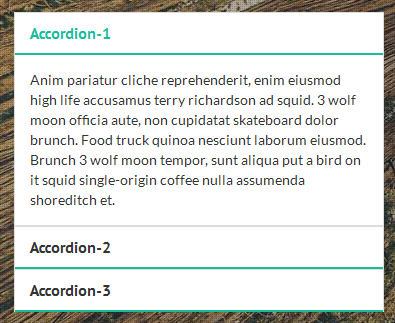 Accordion-1
Anim pariatur cliche reprehenderit, enim eiusmod
high life accusamus terry richardson ad squid. 3 wolf
moon officia aute, non cupidatat skateboard dolor
brunch. Food truck quinoa nesciunt laborum eiusmod.
Brunch 3 wolf moon tempor, sunt aliqua put a bird on
it squid single-origin coffee nulla assumenda
shoreditch et.
Accordion-2
Accordion-3